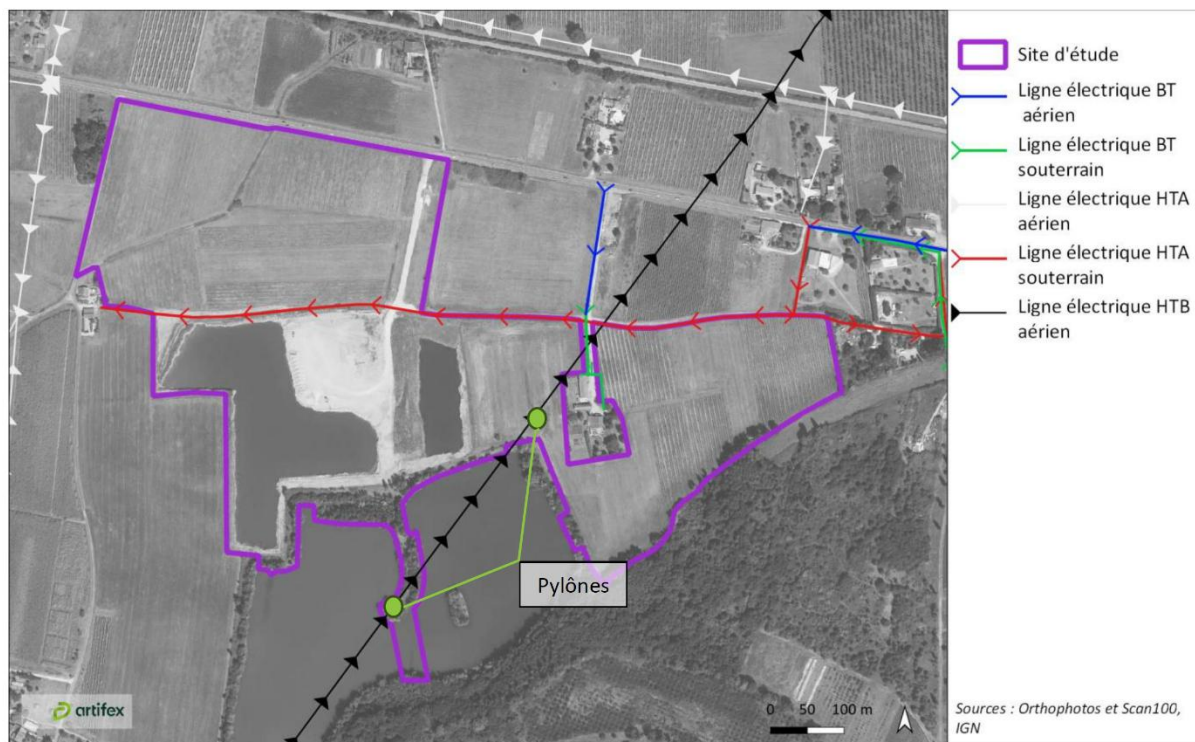 Site d'étude
Ligne électrique BT
aérien
Ligne électrique BT
souterrain
Ligne électrique HTA
aérien
Ligne électrique HTA
souterrain
Ligne électrique HTB
aérien
Pylônes
artifex
0 50 100 m
Sources : Orthophotos et Scan100,
IGN